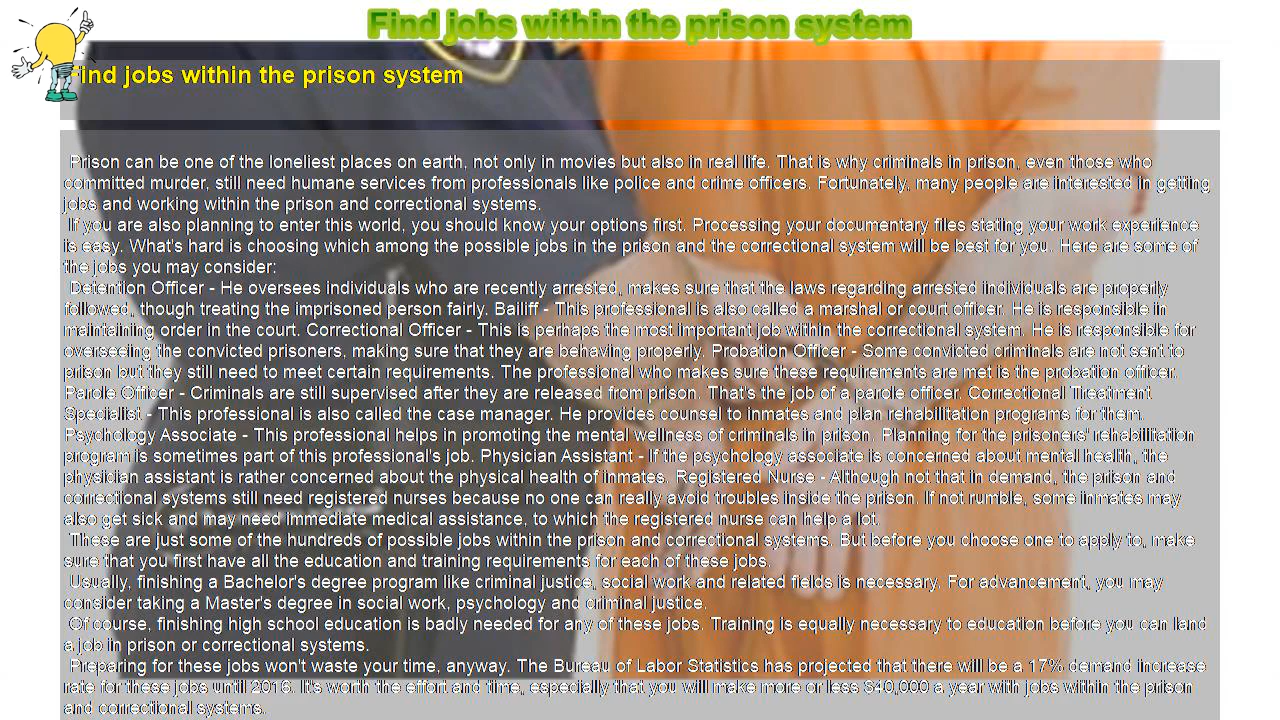 Find jobs within the prison system
Find jobs within the prison system
Prison can be one of the loneliest places on earth, not only in movies but also in real life. That is why criminals in prison, even those who
committed murder, still need humane services from professionals like police and crime officers. Fortunately, many people are interested in getting
jobs and working within the prison and correctional systems.
If you are also planning to enter this world, you should know your options first. Processing your documentary files stating your work experience
is easy. What's hard is choosing which among the possible jobs in the prison and the correctional system will be best for you. Here are some of
the jobs you may consider:
Detention Officer - He oversees individuals who are recently arrested, makes sure that the laws regarding arrested individuals are properly
followed, though treating the imprisoned person fairly. Bailiff - This professional is also called a marshal or court officer. He is responsible in
maintaining order in the court. Correctional Officer - This is perhaps the most important job within the correctional system. He is responsible for
overseeing the convicted prisoners, making sure that they are behaving properly. Probation Officer - Some convicted criminals are not sent to
prison but they still need to meet certain requirements. The professional who makes sure these requirements are met is the probation officer.
Parole Officer - Criminals are still supervised after they are released from prison. That's the job of a parole officer. Correctional Treatment
Specialist - This professional is also called the case manager. He provides counsel to inmates and plan rehabilitation programs for them.
Psychology Associate - This professional helps in promoting the mental wellness of criminals in prison. Planning for the prisoners' rehabilitation
program is sometimes part of this professional's job. Physician Assistant - If the psychology associate is concerned about mental health, the
physician assistant is rather concerned about the physical health of inmates. Registered Nurse - Although not that in demand, the prison and
correctional systems still need registered nurses because no one can really avoid troubles inside the prison. If not rumble, some inmates may
also get sick and may need immediate medical assistance, to which the registered nurse can help a lot.
These are just some of the hundreds of possible jobs within the prison and correctional systems. But before you choose one to apply to, make
sure that you first have all the education and training requirements for each of these jobs.
Usually, finishing a Bachelor's degree program like criminal justice, social work and related fields is necessary. For advancement, you may
consider taking a Master's degree in social work, psychology and criminal justice.
Of course, finishing high school education is badly needed for any of these jobs. Training is equally necessary to education before you can land
a job in prison or correctional systems.
Preparing for these jobs won't waste your time, anyway. The Bureau of Labor Statistics has projected that there will be a 17% demand increase
rate for these jobs until 2016. It's worth the effort and time, especially that you will make more or less $40,000 a year with jobs within the prison
and correctional systems.